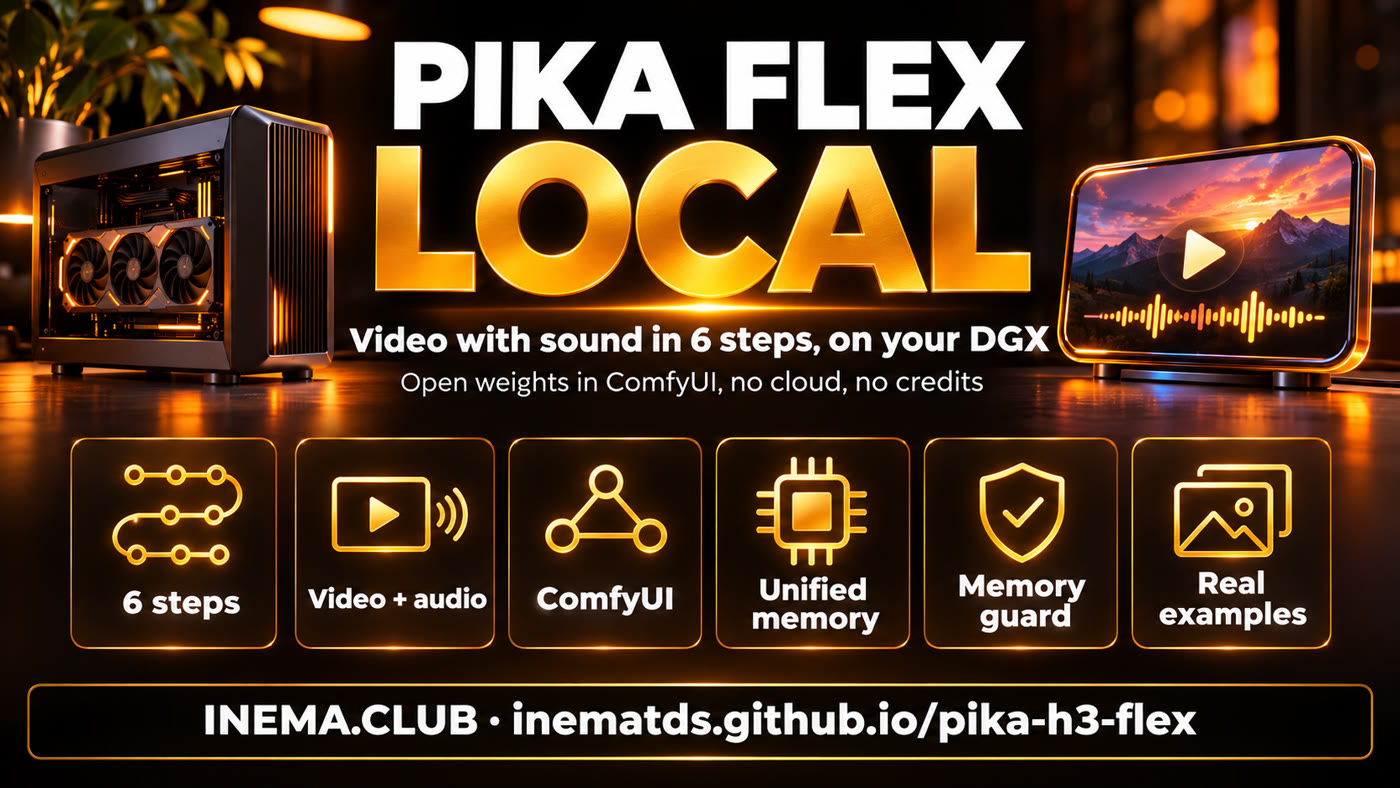 PIKA FLEX
LOCAL
Video with sound in 6 steps, on your DGX
Open weights in ComfyUI, no cloud, no credits
6 steps
Video + audio
ComfyUI
Unified
memory
Memory
guard
Real
examples
INEMA.CLUB · inematds.github.io/pika-h3-flex